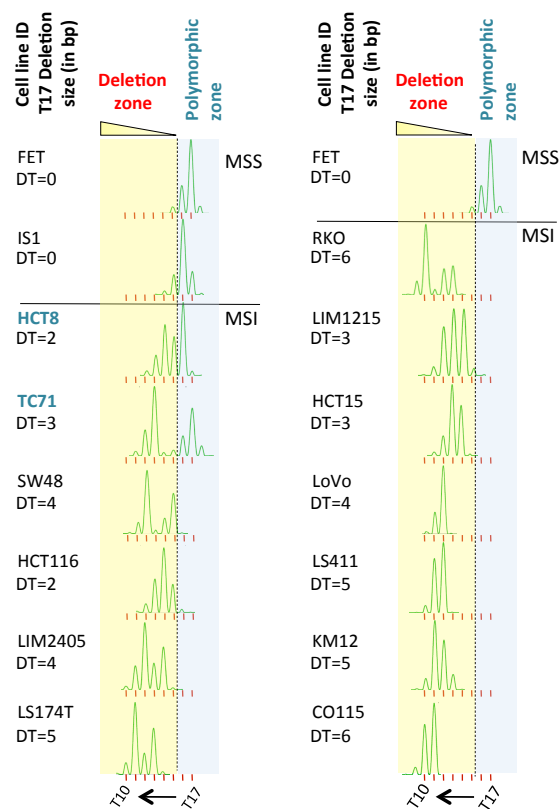 Cell line ID
T17 Deletion
size (in bp)
Deletion
zone
Polymorphic
zone
FET
DT=0
MSS
IS1
DT=0
HCT8
DT=2
MSI
TC71
DT=3
SW48
DT=4
HCT116
DT=2
LIM2405
DT=4
LS174T
DT=5
T10
T17
Cell line ID
T17 Deletion
size (in bp)
Deletion
zone
Polymorphic
zone
FET
DT=0
MSS
RKO
DT=6
MSI
LIM1215
DT=3
HCT15
DT=3
LoVo
DT=4
LS411
DT=5
KM12
DT=5
CO115
DT=6
T10
T17